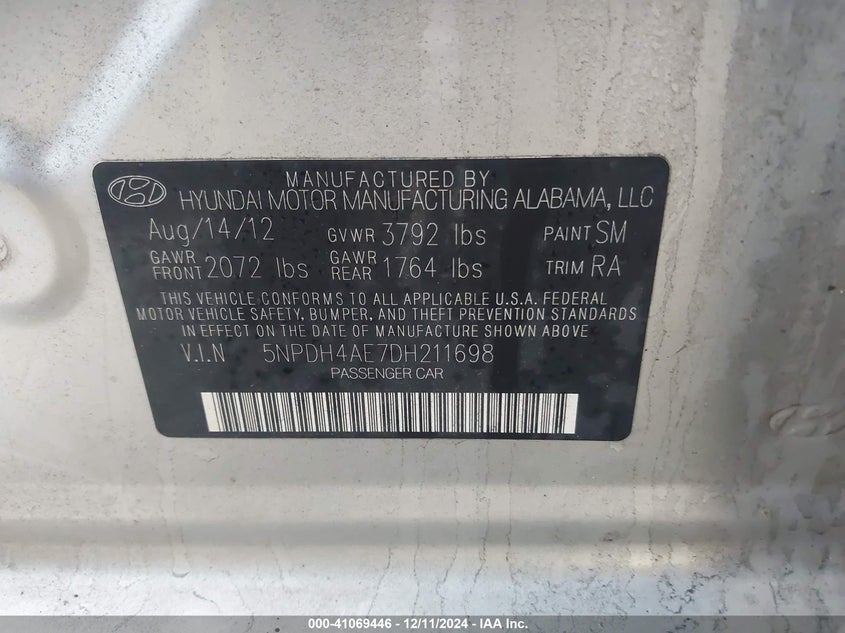 MANUFACTURED BY
HYUNDAI MOTOR MANUFACTURING ALABAMA, LLC
Aug/14/12 GVWR 3792 lbs PAINT SM
GAWR FRONT 2072 lbs GAWR REAR 1764 lbs TRIM RA
THIS VEHICLE CONFORMS TO ALL APPLICABLE U.S.A. FEDERAL
MOTOR VEHICLE SAFETY, BUMPER, AND THEFT PREVENTION STANDARDS
IN EFFECT ON THE DATE OF MANUFACTURE SHOWN ABOVE.
V.I.N 5NPDH4AE7DH211698
PASSENGER CAR
000-41069446 - 12/11/2024 - IAA Inc.